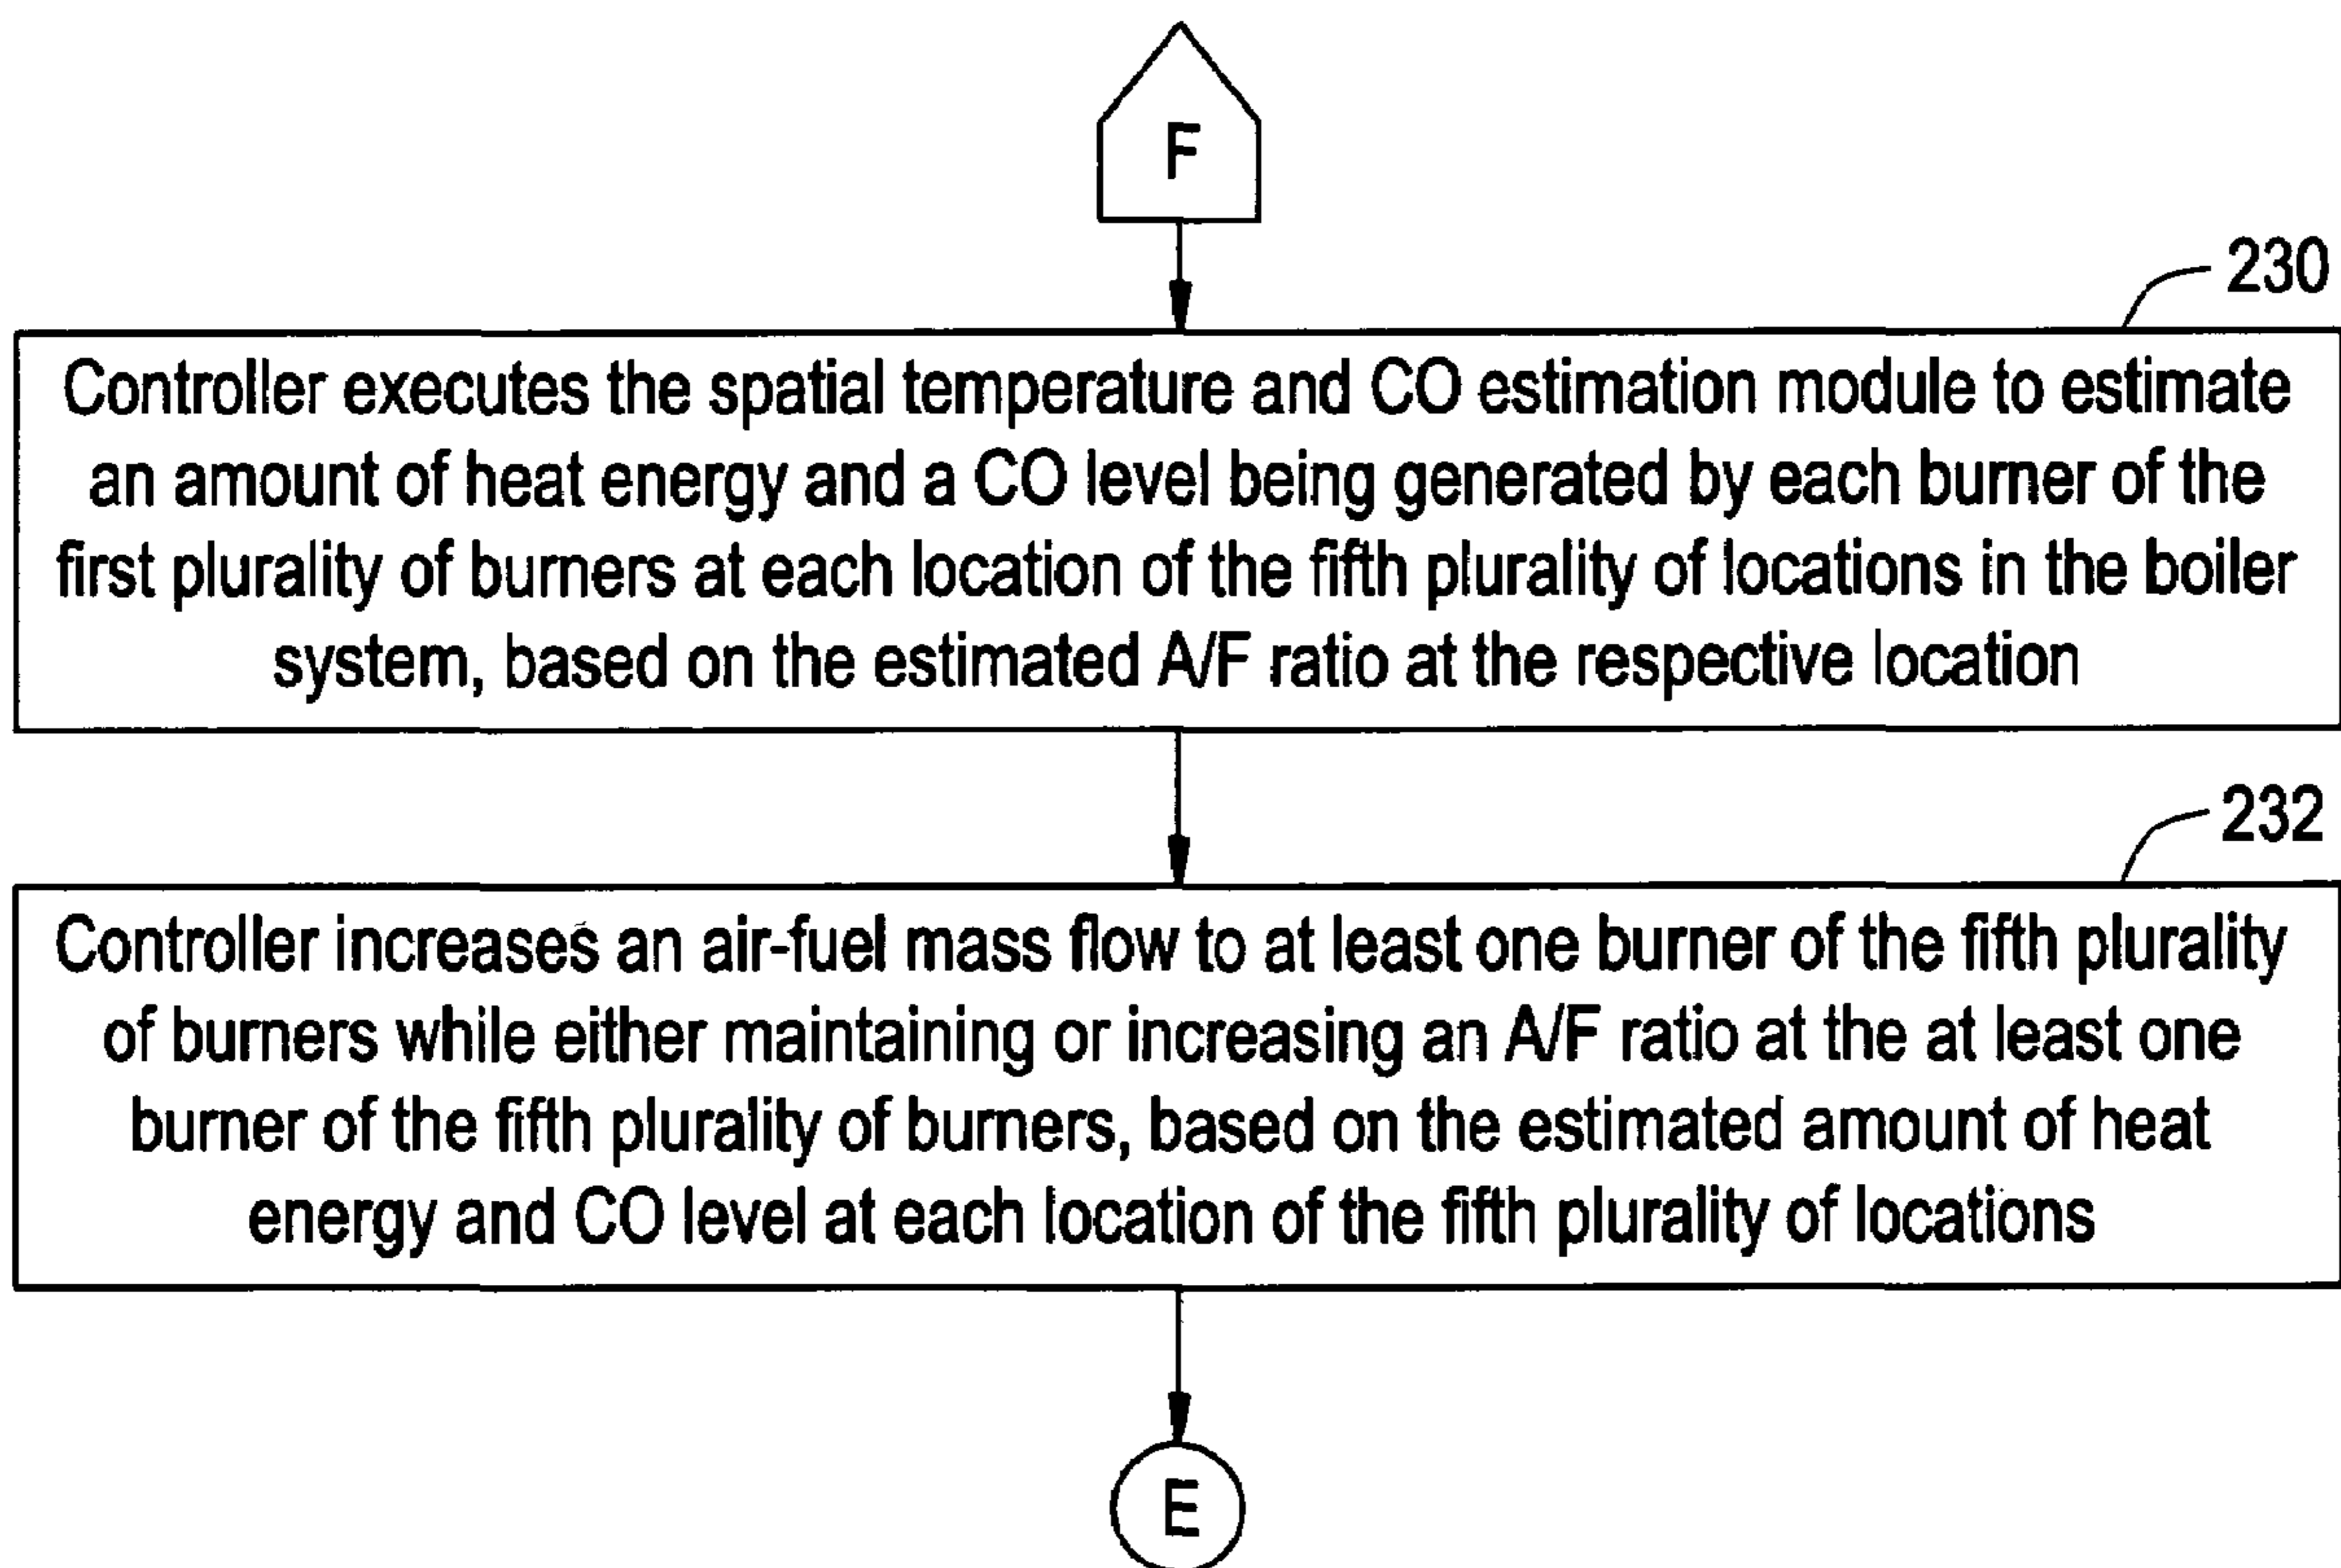 F
230
Controller executes the spatial temperature and CO estimation module to estimate
an amount of heat energy and a CO level being generated by each burner of the
first plurality of burners at each location of the fifth plurality of locations in the boiler
system, based on the estimated A/F ratio at the respective location
232
Controller increases an air-fuel mass flow to at least one burner of the fifth plurality
of burners while either maintaining or increasing an A/F ratio at the at least one
burner of the fifth plurality of burners, based on the estimated amount of heat
energy and CO level at each location of the fifth plurality of locations
E